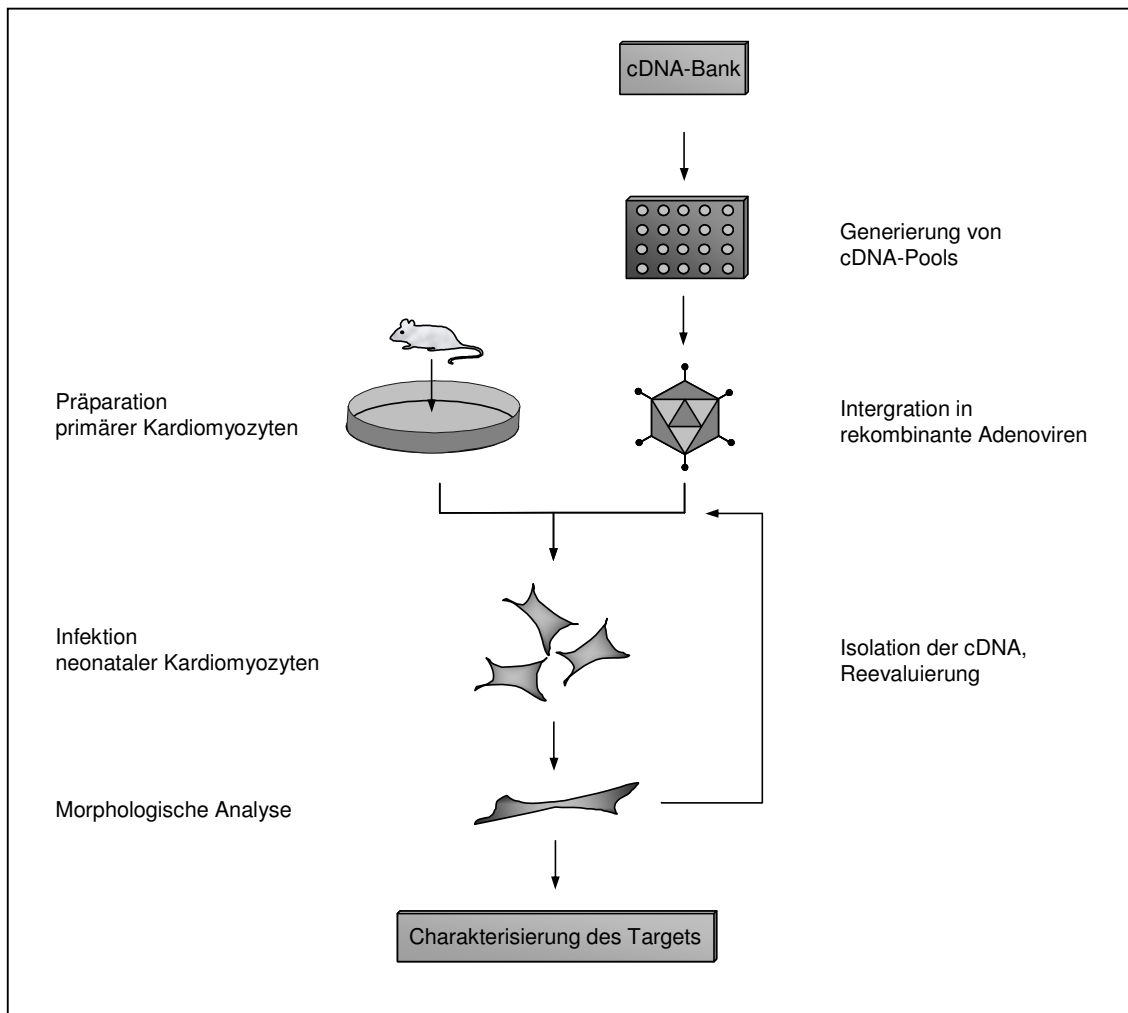 cDNA-Bank
Generierung von
cDNA-Pools
Präparation
primärer Kardiomyozyten
Intergration in
rekombinante Adenoviren
Infektion
neonataler Kardiomyozyten
Isolation der cDNA,
Reevaluierung
Morphologische Analyse
Charakterisierung des Targets